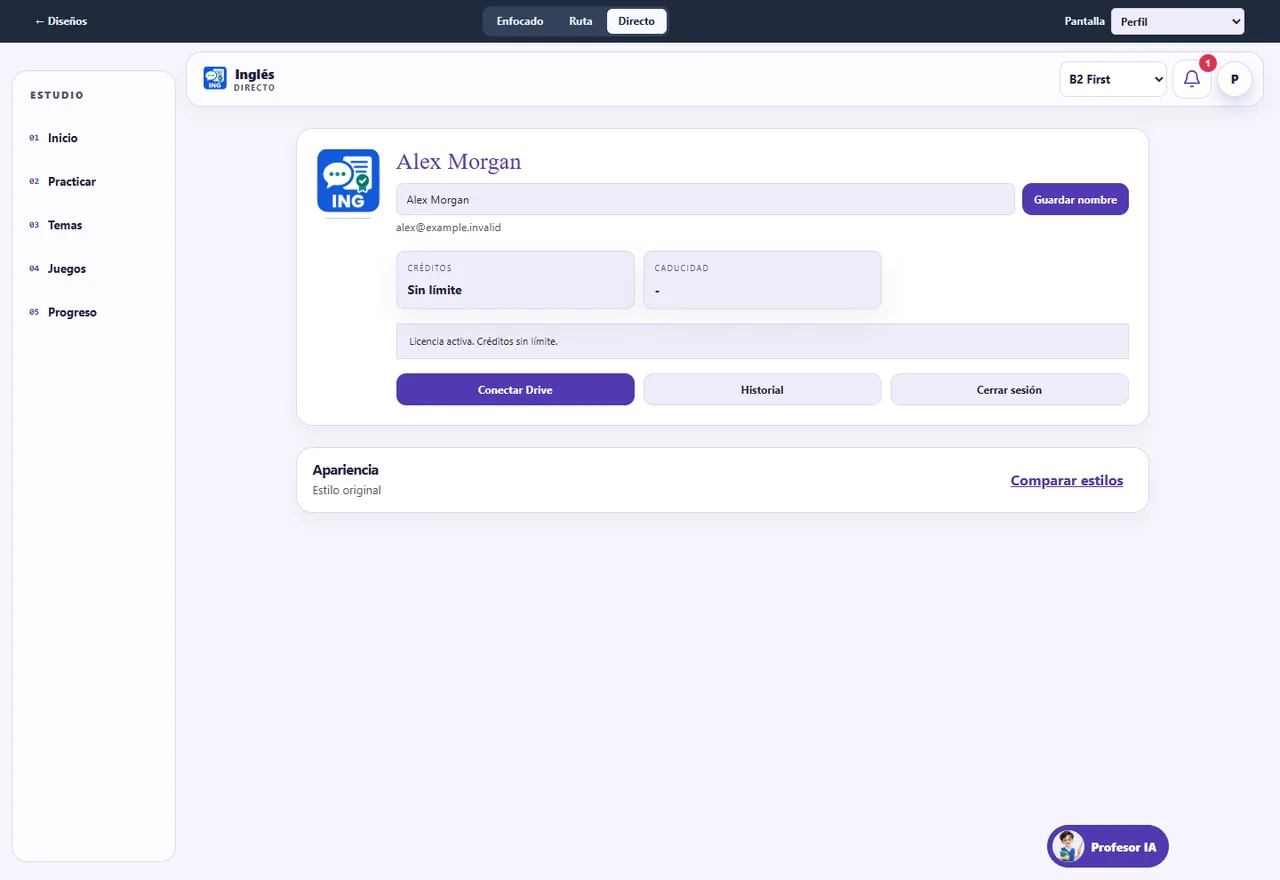 ← Diseños
Enfocado
Ruta
Directo
Pantalla
Perfil
ESTUDIO
01 Inicio
02 Practicar
03 Temas
04 Juegos
05 Progreso
ING
Inglés
DIRECTO
B2 First
1
P
ING
Alex Morgan
Alex Morgan
Guardar nombre
alex@example.invalid
CRÉDITOS
Sin límite
CADUCIDAD
-
Licencia activa. Créditos sin límite.
Conectar Drive
Historial
Cerrar sesión
Apariencia
Estilo original
Comparar estilos
Profesor IA